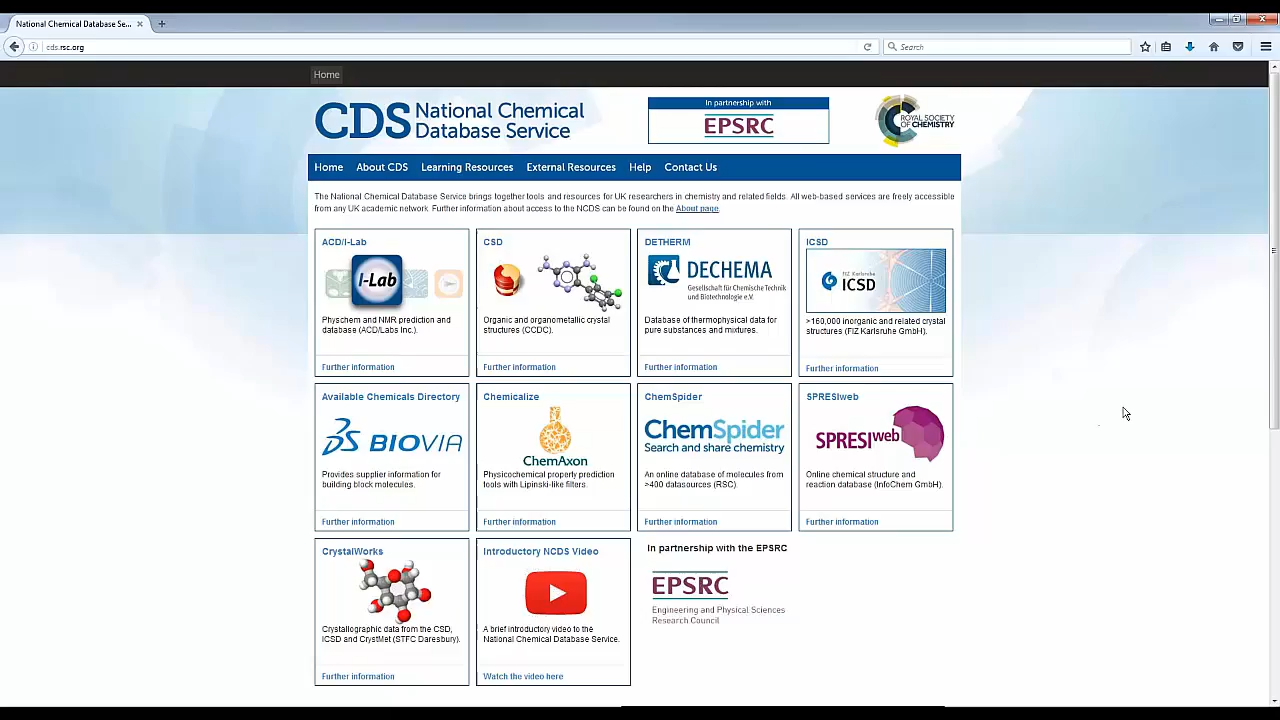 National Chemical Database Se...
cds.rsc.org
Search
Home
CDS National Chemical
Database Service
In partnership with
EPSRC
ROYAL SOCIETY
OF CHEMISTRY
Home About CDS Learning Resources External Resources Help Contact Us
The National Chemical Database Service brings together tools and resources for UK researchers in chemistry and related fields. All web-based services are freely accessible
from any UK academic network. Further information about access to the NCDS can be found on the About page.
ACD/I-Lab
I-Lab
Physchem and NMR prediction and
database (ACD/Labs Inc.).
Further information
CSD
Organic and organometallic crystal
structures (CCDC).
Further information
DETHERM
DECHEMA
Gesellschaft für Chemische Technik
und Biotechnologie e.V.
Database of thermophysical data for
pure substances and mixtures.
Further information
ICSD
FIZ Karlsruhe
ICSD
>160,000 inorganic and related crystal
structures (FIZ Karlsruhe GmbH).
Further information
Available Chemicals Directory
BIOVIA
Provides supplier information for
building block molecules.
Further information
Chemicalize
ChemAxon
Physicochemical property prediction
tools with Lipinski-like filters.
Further information
ChemSpider
ChemSpider
Search and share chemistry
An online database of molecules from
>400 datasources (RSC).
Further information
SPRESIweb
SPRESIweb
Online chemical structure and
reaction database (InfoChem GmbH).
Further information
CrystalWorks
Crystallographic data from the CSD,
ICSD and CrystMet (STFC Daresbury).
Further information
Introductory NCDS Video
A brief introductory video to the
National Chemical Database Service.
Watch the video here
In partnership with the EPSRC
EPSRC
Engineering and Physical Sciences
Research Council